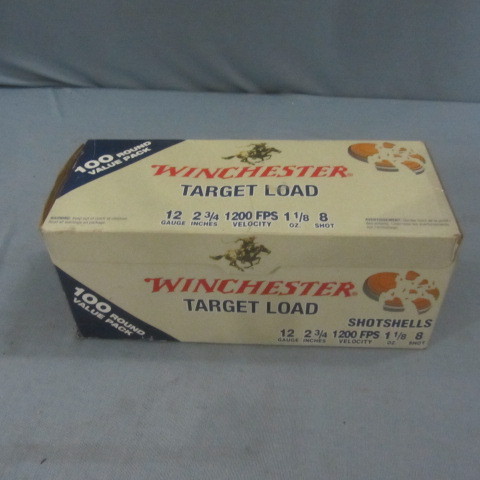 100 ROUND
VALUE PACK
WINCHESTER
TARGET LOAD
12 2 3/4 1200 FPS 1 1/8 8
GAUGE INCHES VELOCITY OZ. SHOT
WINCHESTER
TARGET LOAD
100 ROUND
VALUE PACK
SHOTSHELLS
12 2 3/4 1200 FPS 1 1/8 8
GAUGE INCHES VELOCITY OZ. SHOT